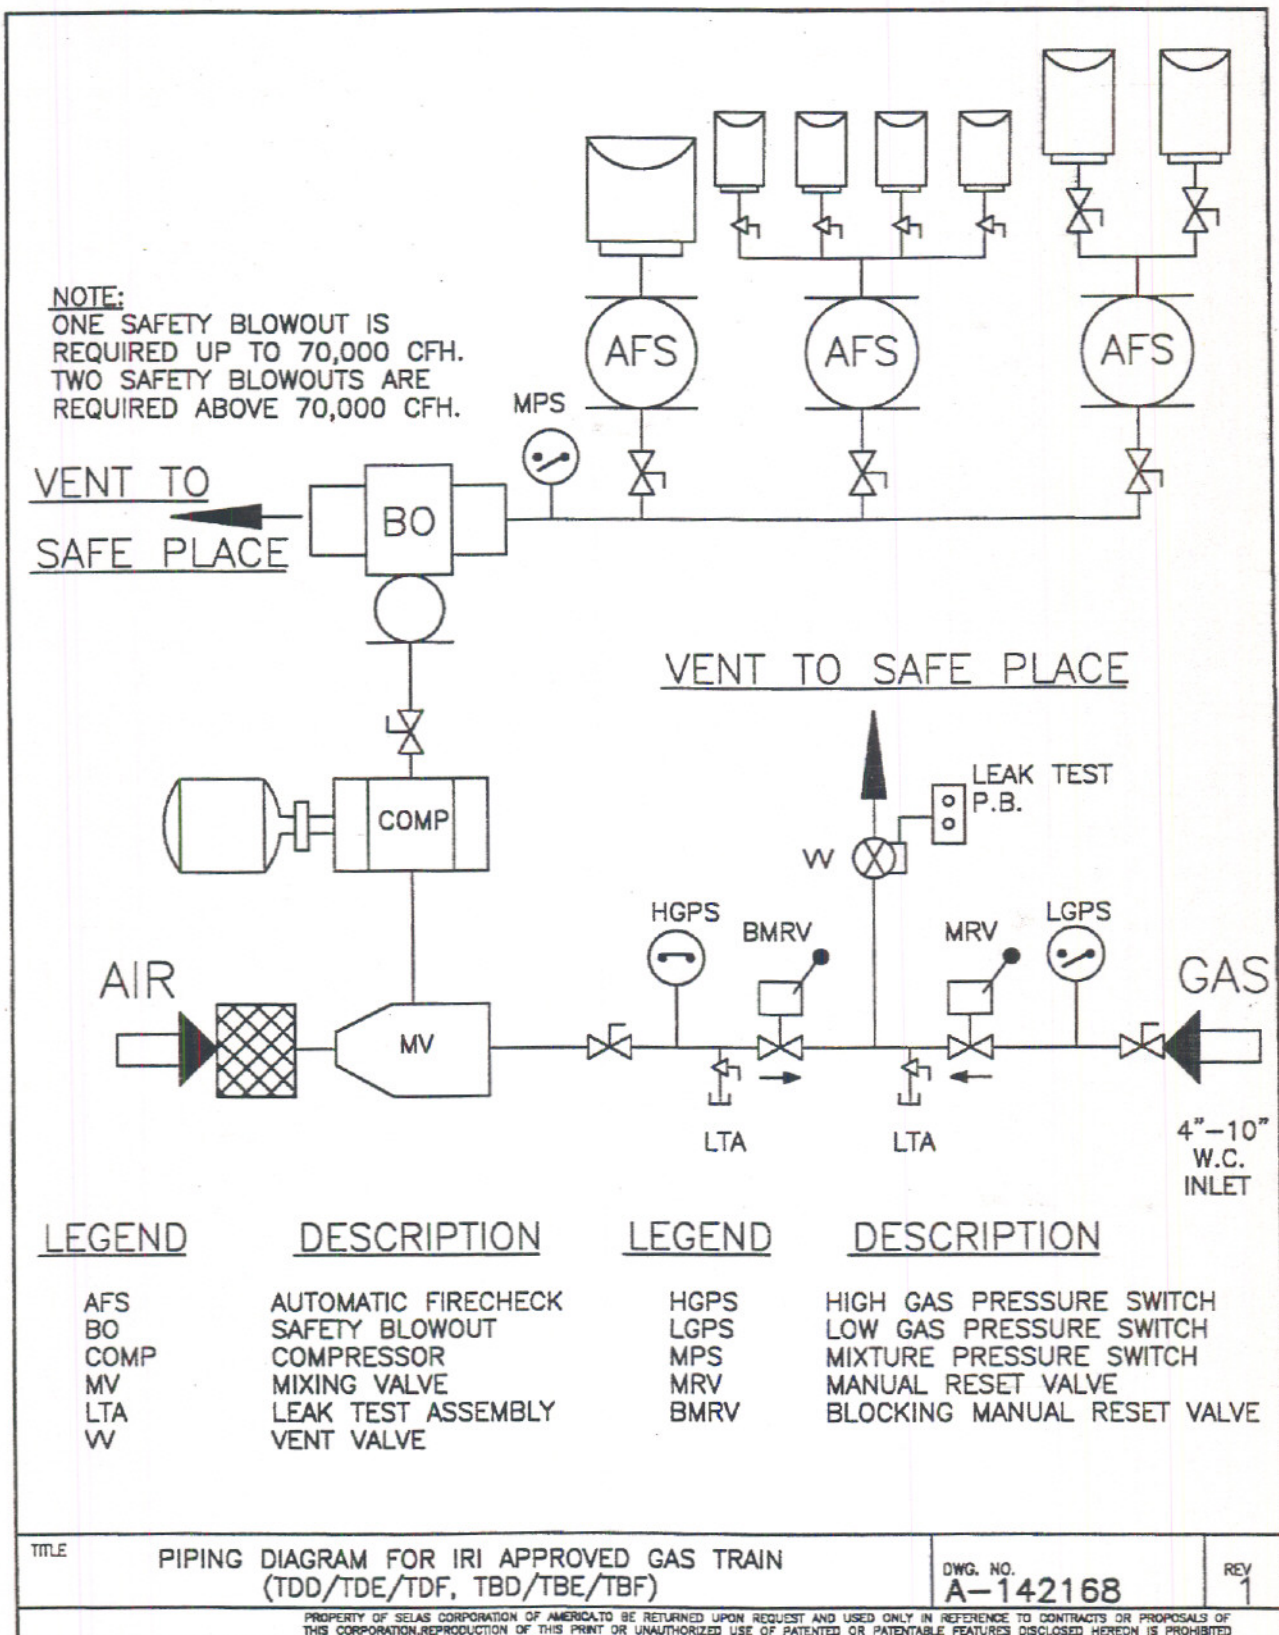 NOTE:
ONE SAFETY BLOWOUT IS
REQUIRED UP TO 70,000 CFH.
TWO SAFETY BLOWOUTS ARE
REQUIRED ABOVE 70,000 CFH.
AFS
AFS
AFS
MPS
VENT TO
SAFE PLACE
BO
VENT TO SAFE PLACE
LEAK TEST
P.B.
COMP
VV
HGPS
BMRV
MRV
LGPS
AIR
GAS
MV
LTA
LTA
4"-10"
W.C.
INLET
LEGEND DESCRIPTION LEGEND DESCRIPTION
AFS AUTOMATIC FIRECHECK HGPS HIGH GAS PRESSURE SWITCH
BO SAFETY BLOWOUT LGPS LOW GAS PRESSURE SWITCH
COMP COMPRESSOR MPS MIXTURE PRESSURE SWITCH
MV MIXING VALVE MRV MANUAL RESET VALVE
LTA LEAK TEST ASSEMBLY BMRV BLOCKING MANUAL RESET VALVE
VV VENT VALVE
TITLE PIPING DIAGRAM FOR IRI APPROVED GAS TRAIN
(TDD/TDE/TDF, TBD/TBE/TBF)
DWG. NO.
A-142168
REV
1
PROPERTY OF SELAS CORPORATION OF AMERICA.TO BE RETURNED UPON REQUEST AND USED ONLY IN REFERENCE TO CONTRACTS OR PROPOSALS OF
THIS CORPORATION.REPRODUCTION OF THIS PRINT OR UNAUTHORIZED USE OF PATENTED OR PATENTABLE FEATURES DISCLOSED HEREON IS PROHIBITED